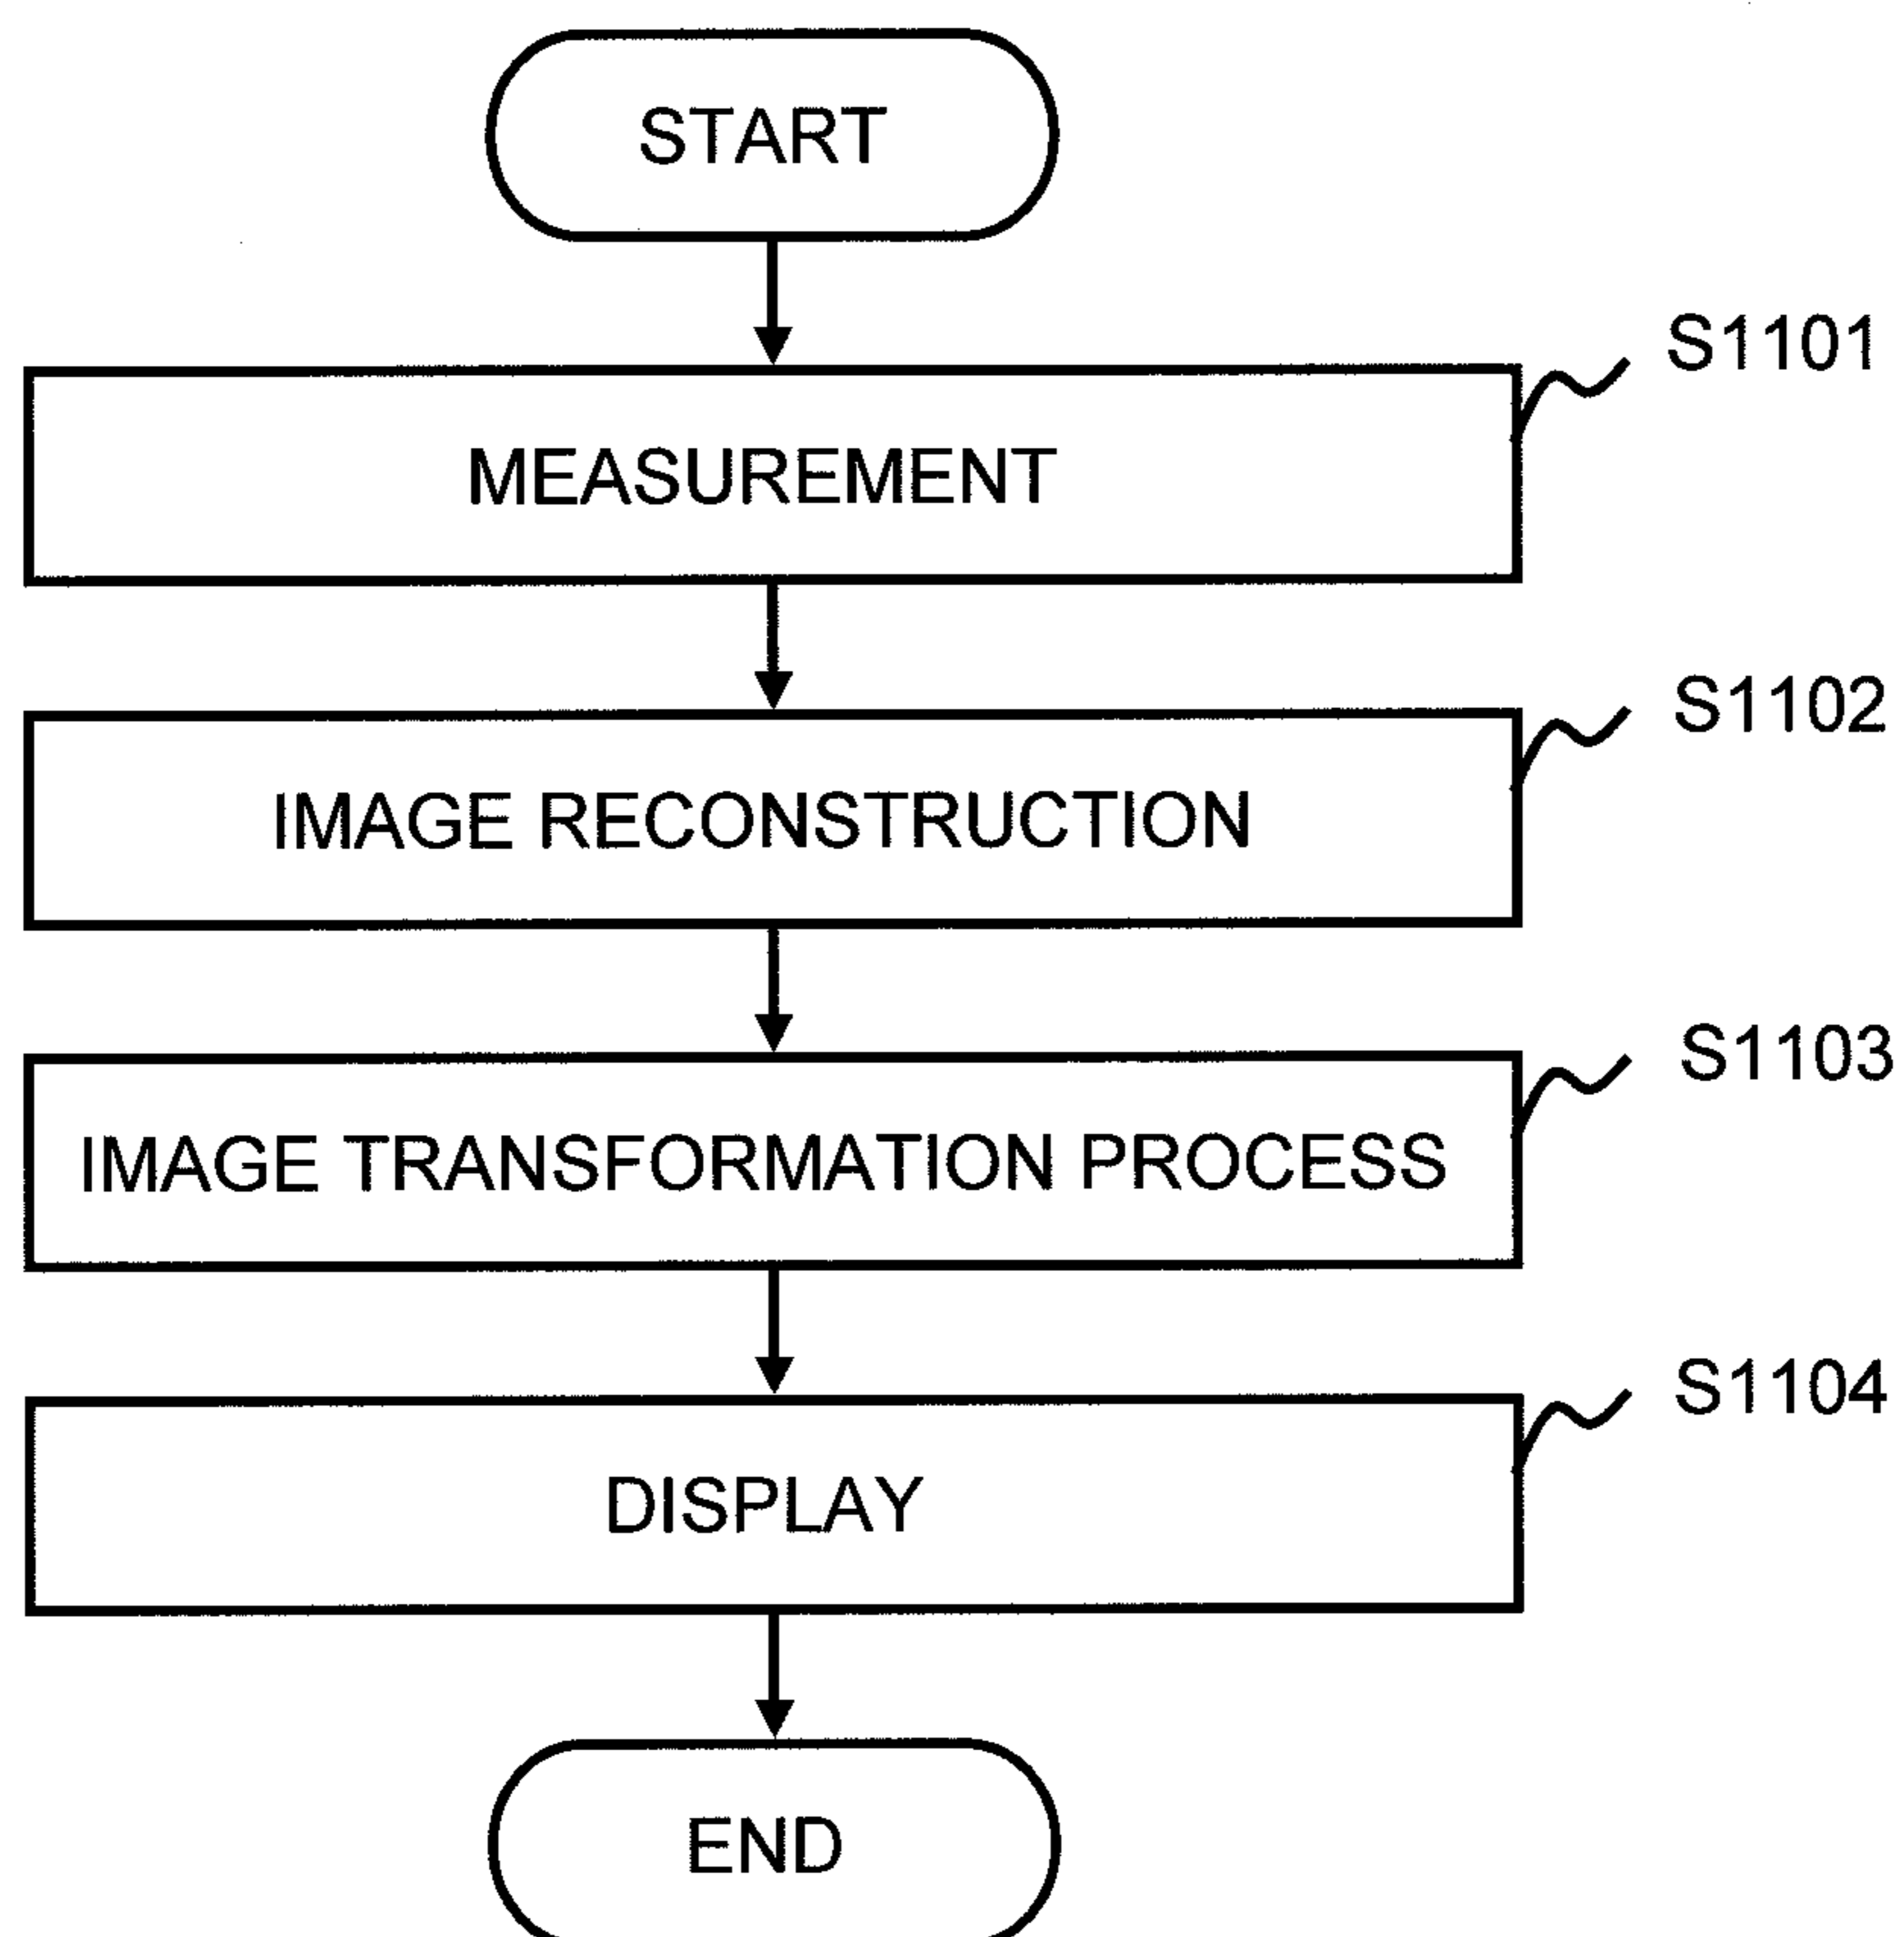 START
S1101
MEASUREMENT
S1102
IMAGE RECONSTRUCTION
S1103
IMAGE TRANSFORMATION PROCESS
S1104
DISPLAY
END